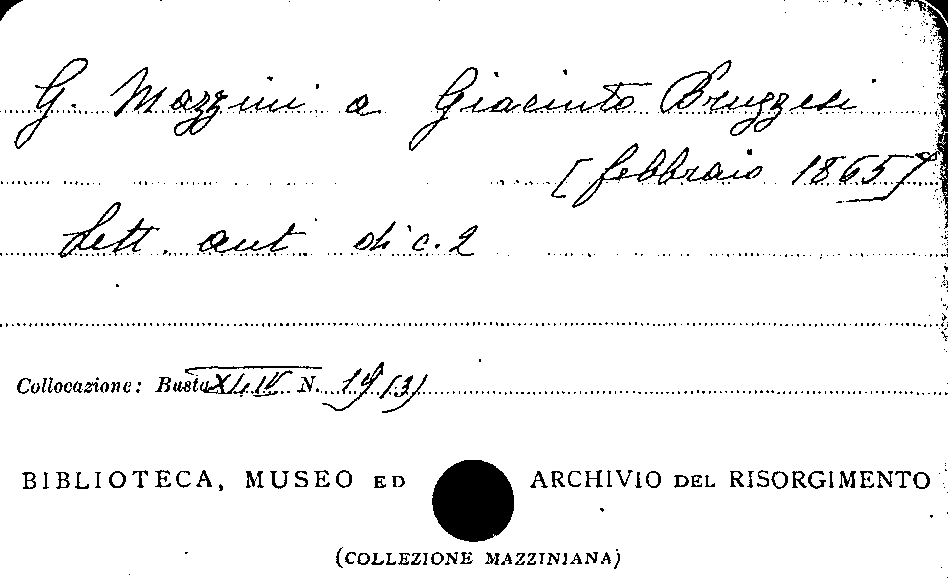 G. Mazzini a Giacinto Bruzzesi
[febbraio 1865]
Lett. aut. di c. 2
Collocazione: Busta XLIV N. 19 (3)
BIBLIOTECA, MUSEO ED ARCHIVIO DEL RISORGIMENTO
(COLLEZIONE MAZZINIANA)